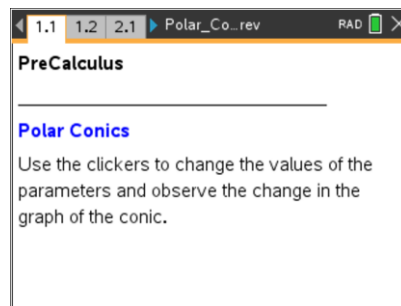 1.1 1.2 2.1 Polar_Co…rev RAD
PreCalculus
Polar Conics
Use the clickers to change the values of the
parameters and observe the change in the
graph of the conic.